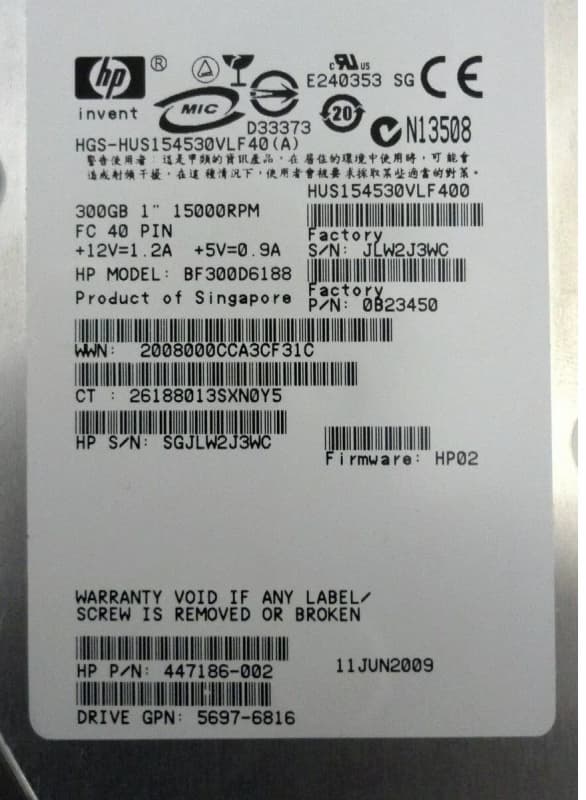 hp ®
invent
c RU US
E240353 SG CE
MIC
D33373
20
N13508
HGS-HUS154530VLF40(A)
警告使用者：這是甲類的資訊產品，在居住的環境中使用時，可能會
造成射頻干擾，在這種情況下，使用者會被要求採取某些適當的對策。
HUS154530VLF400
300GB 1" 15000RPM
FC 40 PIN
+12V=1.2A +5V=0.9A
HP MODEL: BF300D6188
Product of Singapore
Factory
S/N: JLW2J3WC
Factory
P/N: 0B23450
WWN: 2008000CCA3CF31C
CT : 26188013SXN0Y5
HP S/N: SGJLW2J3WC
Firmware: HP02
WARRANTY VOID IF ANY LABEL/
SCREW IS REMOVED OR BROKEN
HP P/N: 447186-002
11JUN2009
DRIVE GPN: 5697-6816